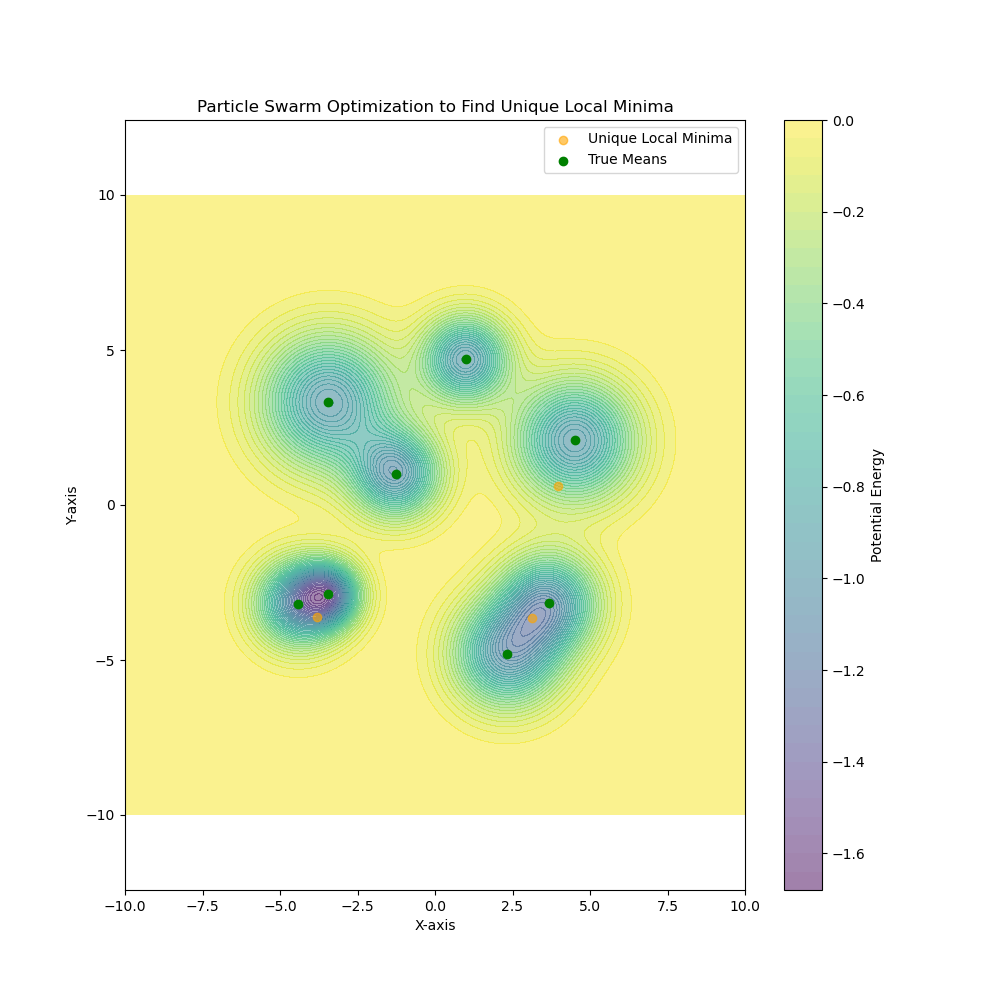 Particle Swarm Optimization to Find Unique Local Minima
Unique Local Minima
True Means
10
5
0
−5
−10
Y-axis
−10.0 −7.5 −5.0 −2.5 0.0 2.5 5.0 7.5 10.0
X-axis
0.0
−0.2
−0.4
−0.6
−0.8
−1.0
−1.2
−1.4
−1.6
Potential Energy